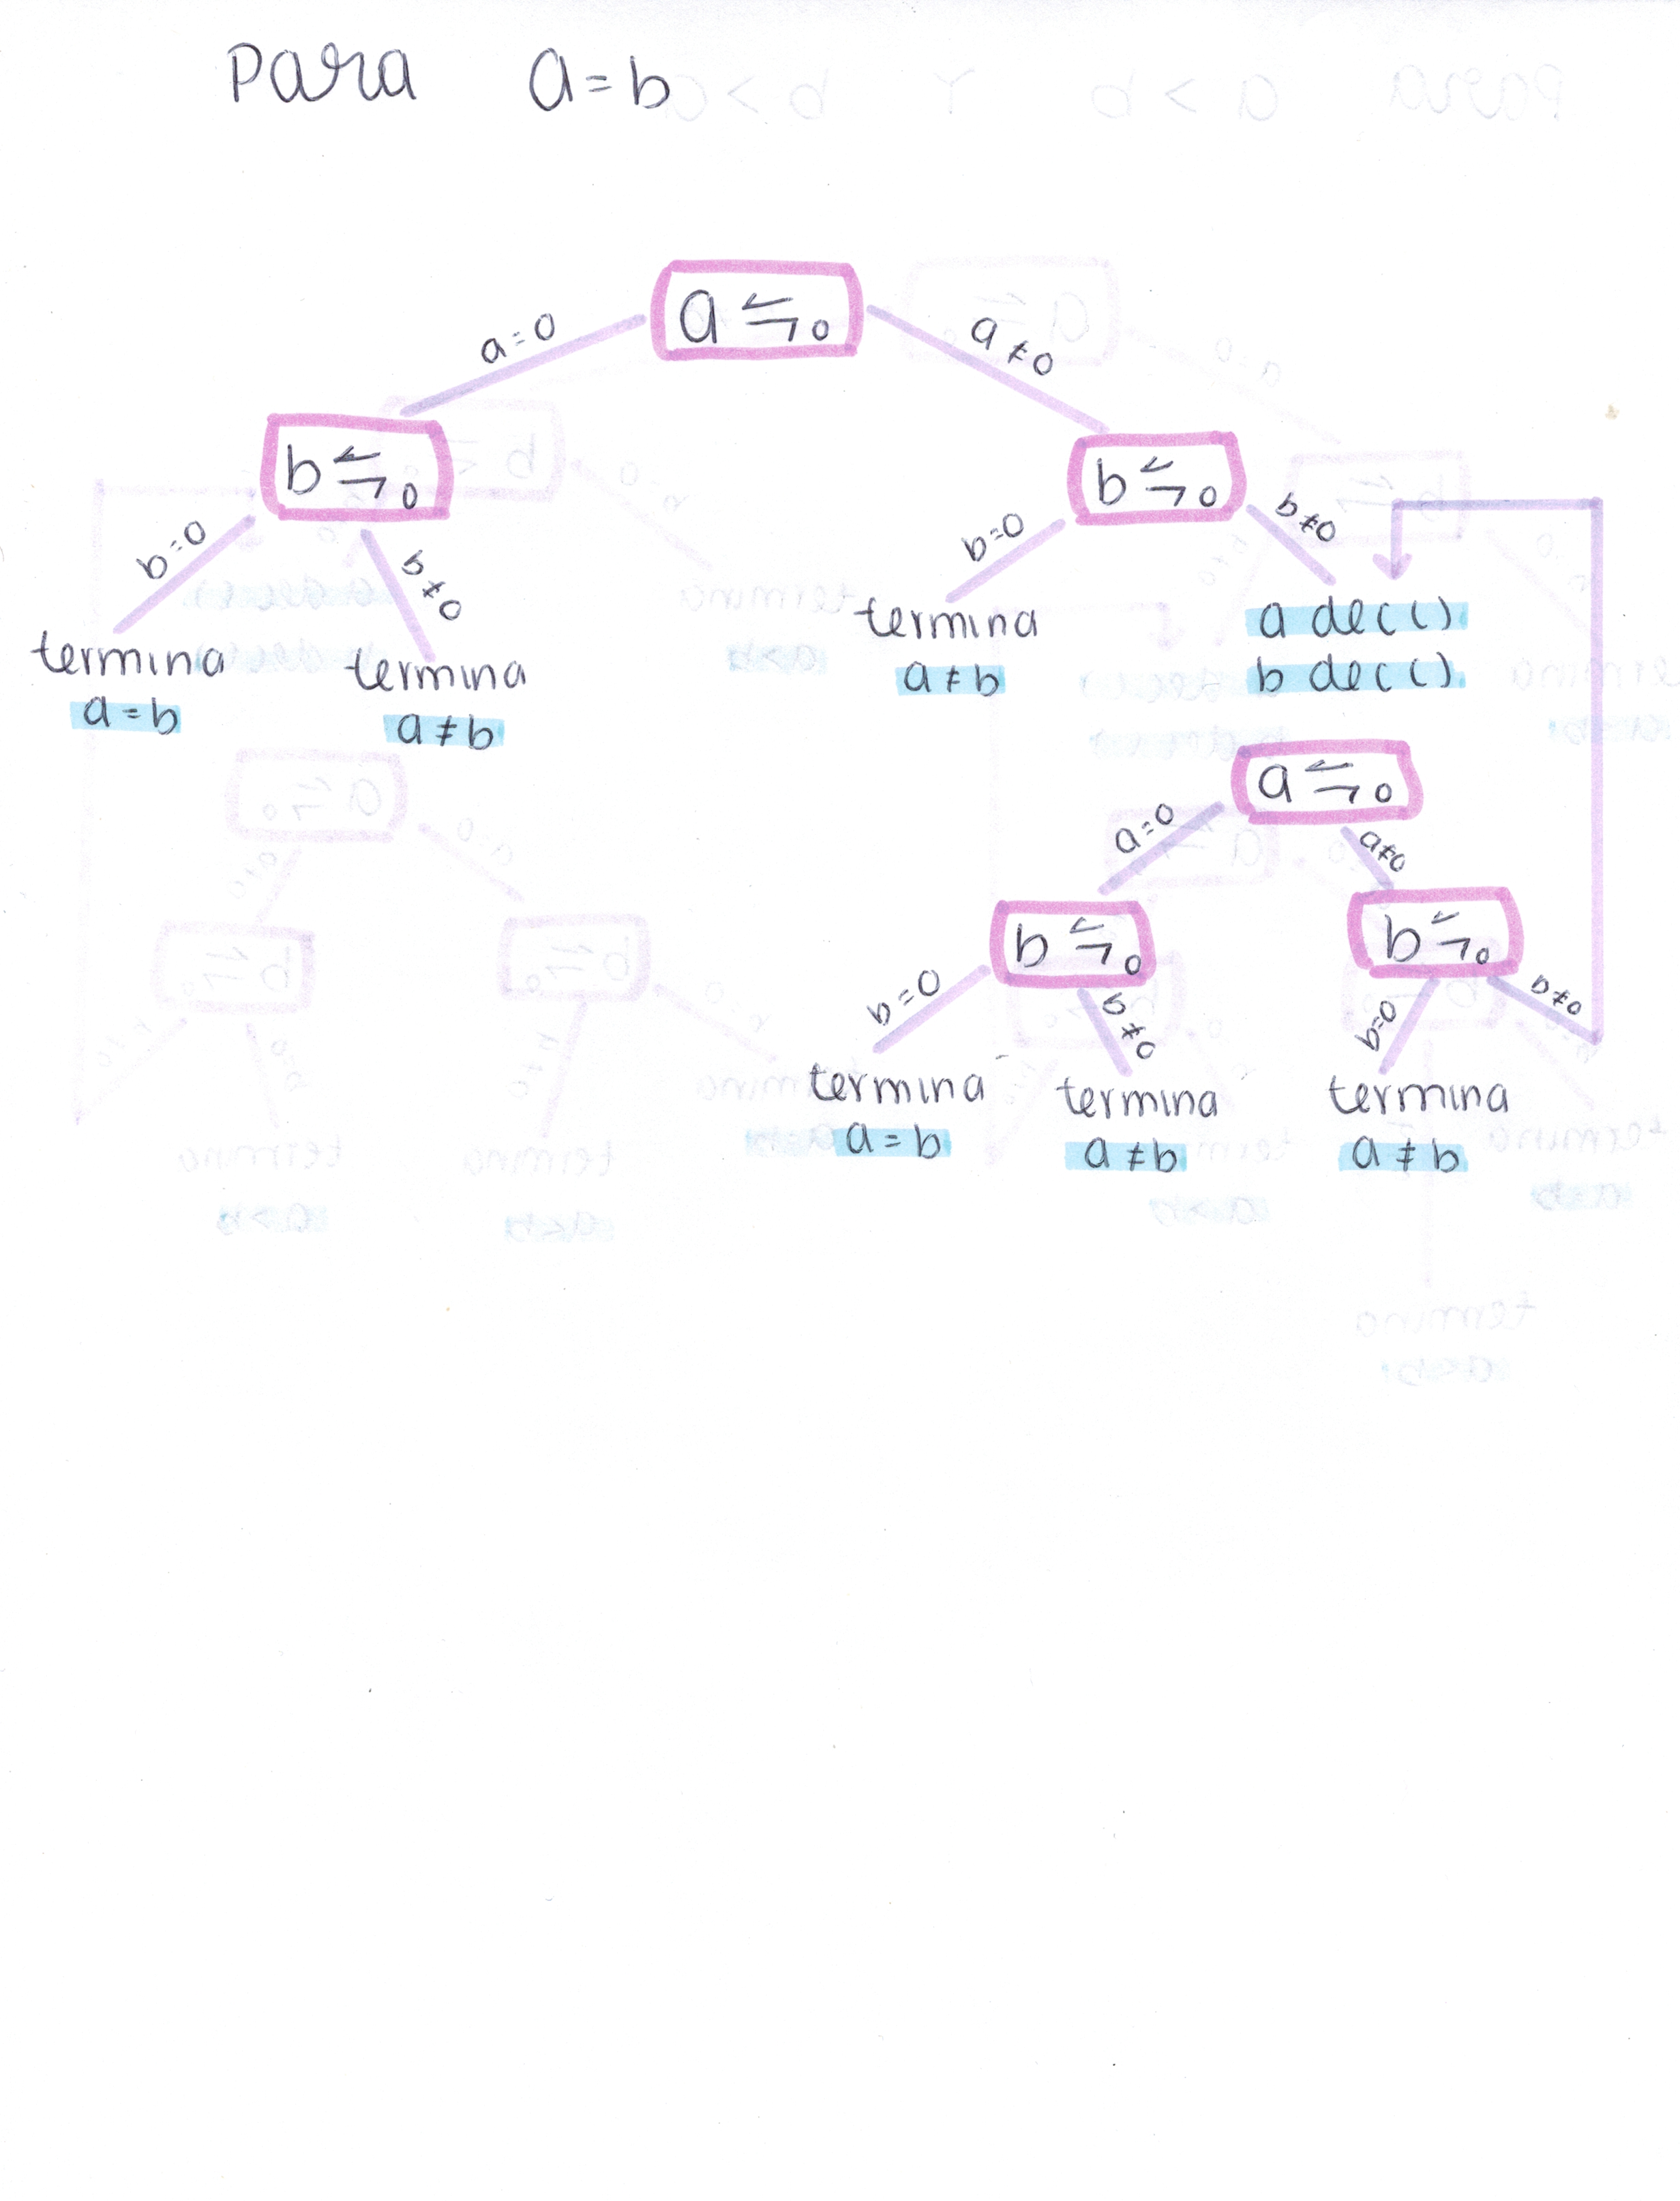 Para a = b
a ⇆ 0
a = 0
a ≠ 0
b ⇆ 0
b ⇆ 0
b = 0
b ≠ 0
b = 0
b ≠ 0
termina
a = b
termina
a ≠ b
termina
a ≠ b
a dec( ).
b dec( ).
a ⇆ 0
a = 0
a ≠ 0
b ⇆ 0
b ⇆ 0
b = 0
b ≠ 0
b = 0
b ≠ 0
termina
a = b
termina
a ≠ b
termina
a ≠ b